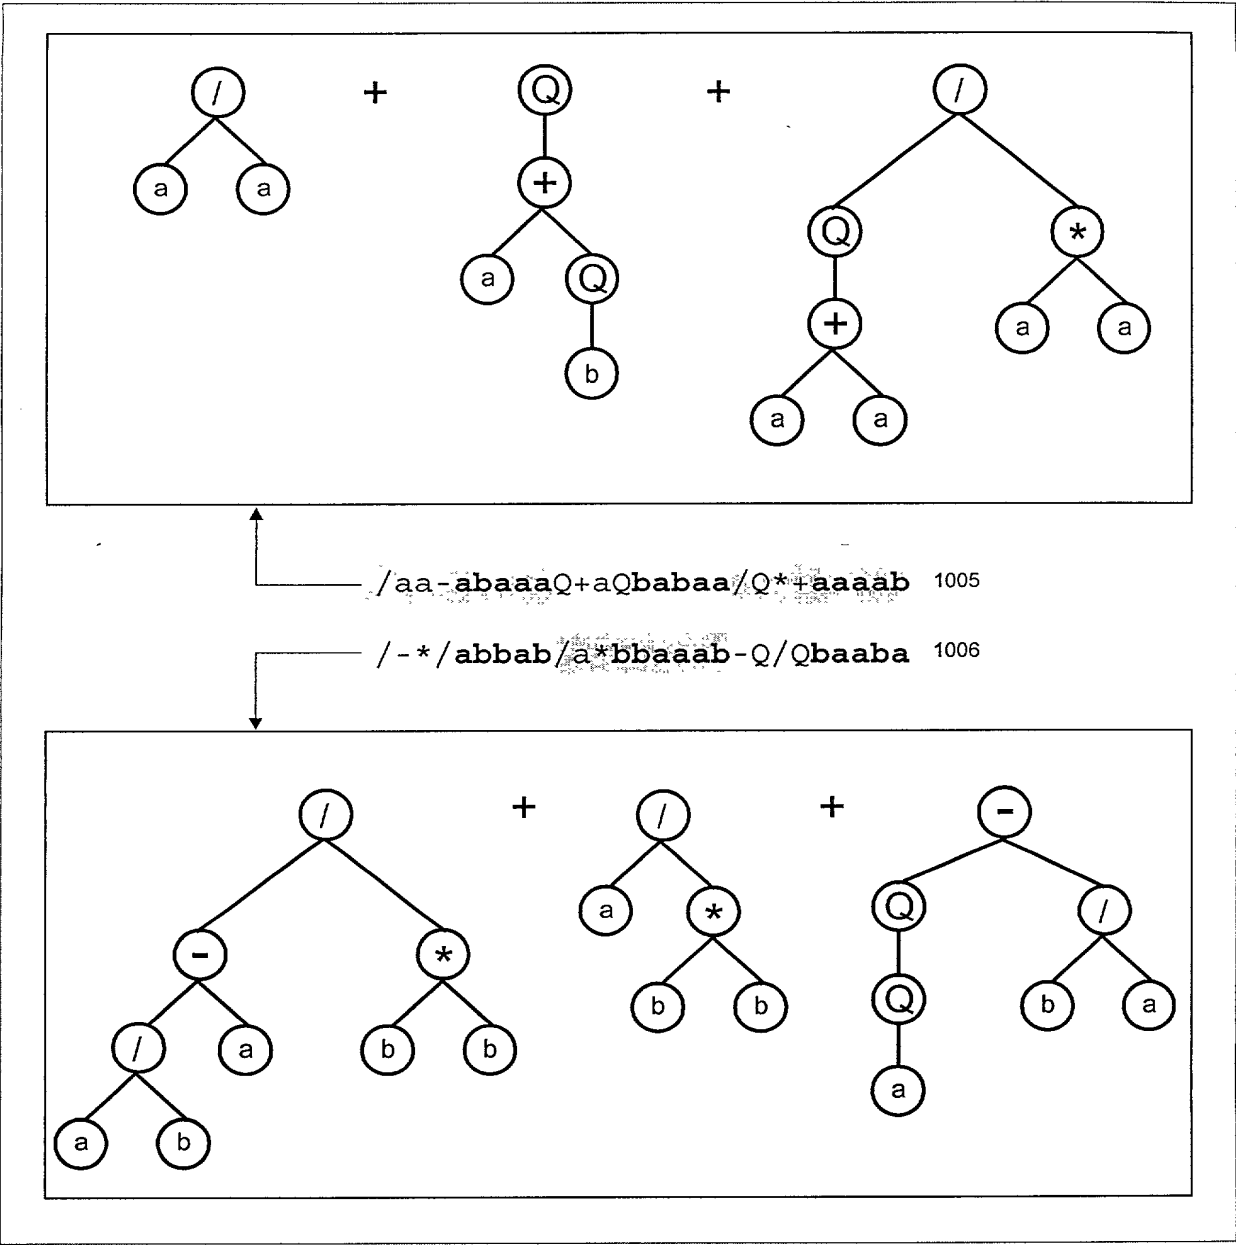 / + Q + /
a a + Q *
a Q + a a
b a a
/aa-abaaaQ+aQbabaa/Q*+aaaab 1005
/-*/abbab/a*bbaaab-Q/Qbaaba 1006
/ + / + -
- * a * Q /
/ a b b b b Q b a
a b a